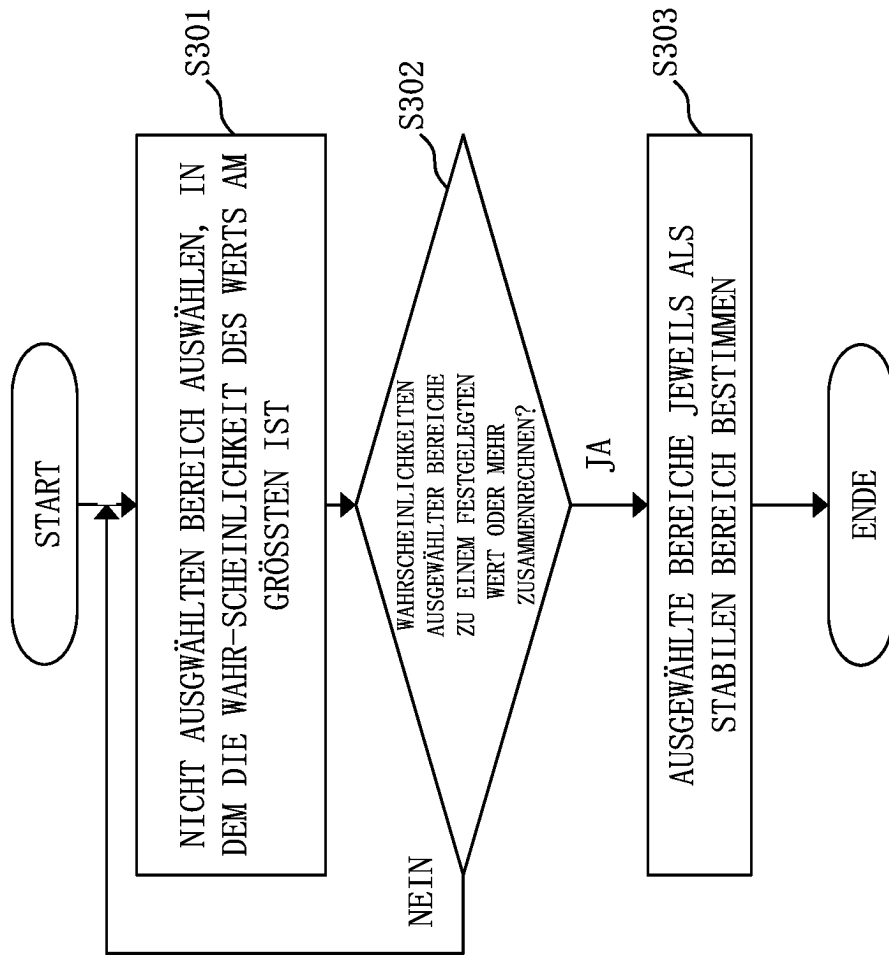 START
S301
NICHT AUSGWÄHLTEN BEREICH AUSWÄHLEN, IN
DEM DIE WAHR-SCHEINLICHKEIT DES WERTS AM
GRÖSSTEN IST
S302
WAHRSCHEINLICHKEITEN
AUSGEWÄHLTER BEREICHE
ZU EINEM FESTGELEGTEN
WERT ODER MEHR
ZUSAMMENRECHNEN?
NEIN
JA
S303
AUSGEWÄHLTE BEREICHE JEWEILS ALS
STABILEN BEREICH BESTIMMEN
ENDE